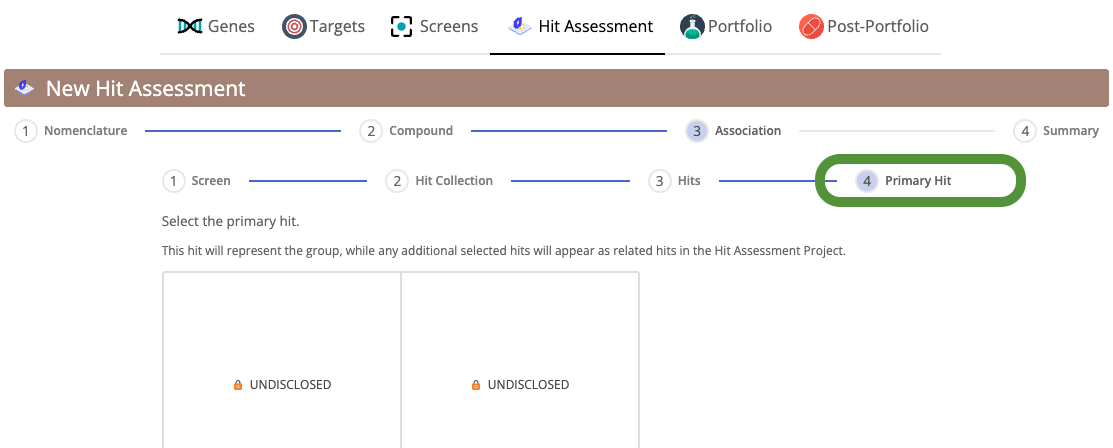 Genes Targets Screens Hit Assessment Portfolio Post-Portfolio
New Hit Assessment
1 Nomenclature 2 Compound 3 Association 4 Summary
1 Screen 2 Hit Collection 3 Hits 4 Primary Hit
Select the primary hit.
This hit will represent the group, while any additional selected hits will appear as related hits in the Hit Assessment Project.
UNDISCLOSED UNDISCLOSED